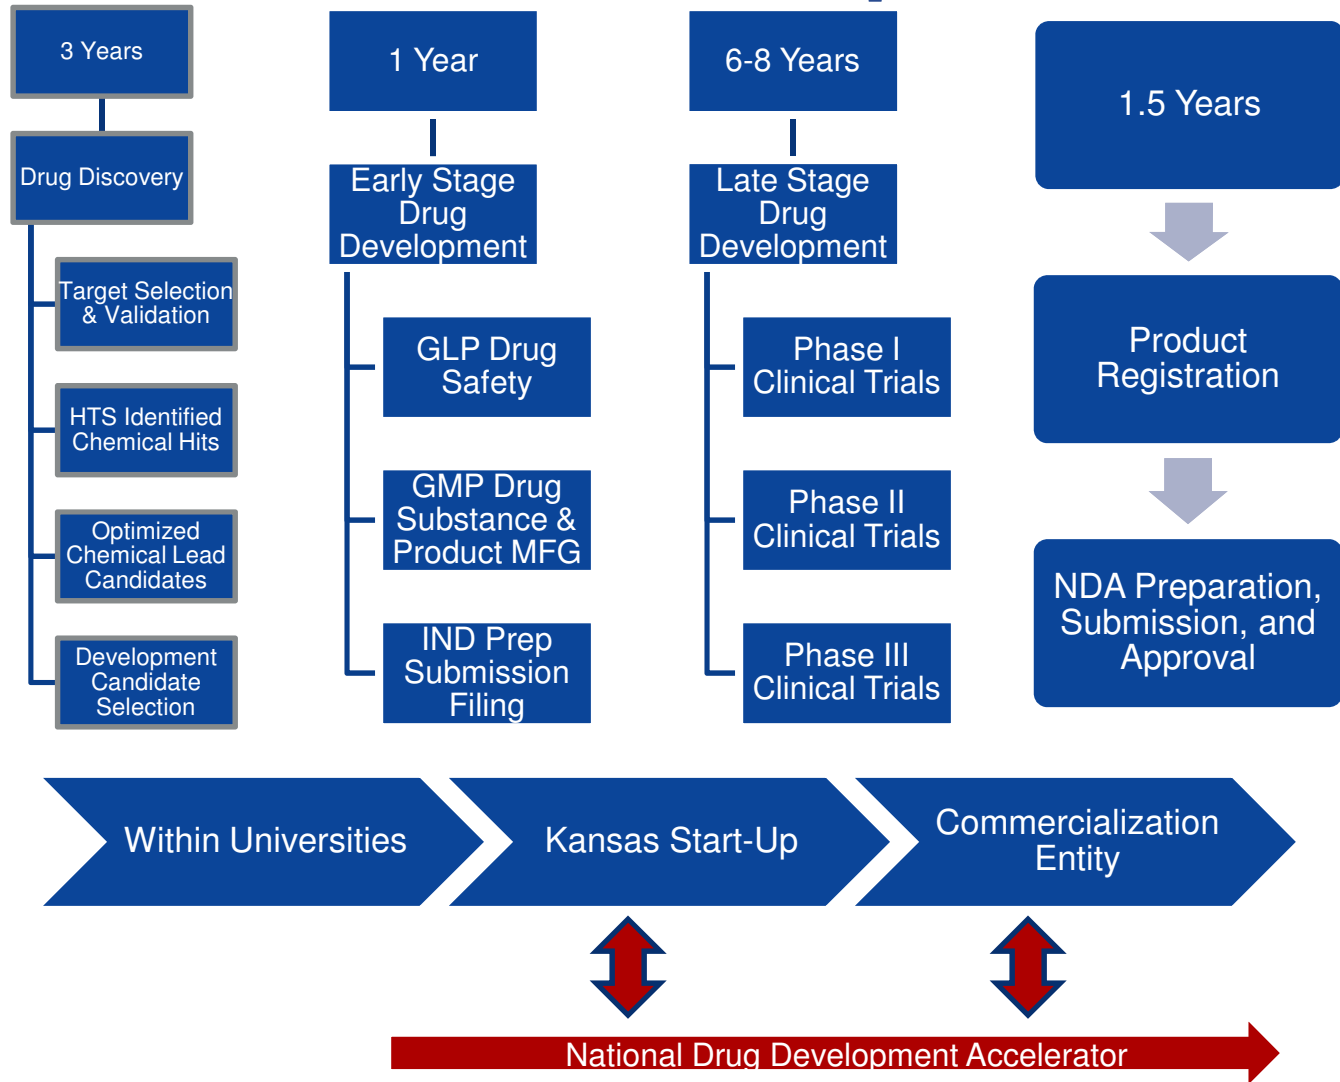 3 Years
Drug Discovery
Target Selection
& Validation
HTS Identified
Chemical Hits
Optimized
Chemical Lead
Candidates
Development
Candidate
Selection
1 Year
Early Stage
Drug
Development
GLP Drug
Safety
GMP Drug
Substance &
Product MFG
IND Prep
Submission
Filing
6-8 Years
Late Stage
Drug
Development
Phase I
Clinical Trials
Phase II
Clinical Trials
Phase III
Clinical Trials
1.5 Years
Product
Registration
NDA Preparation,
Submission, and
Approval
Within Universities
Kansas Start-Up
Commercialization
Entity
National Drug Development Accelerator